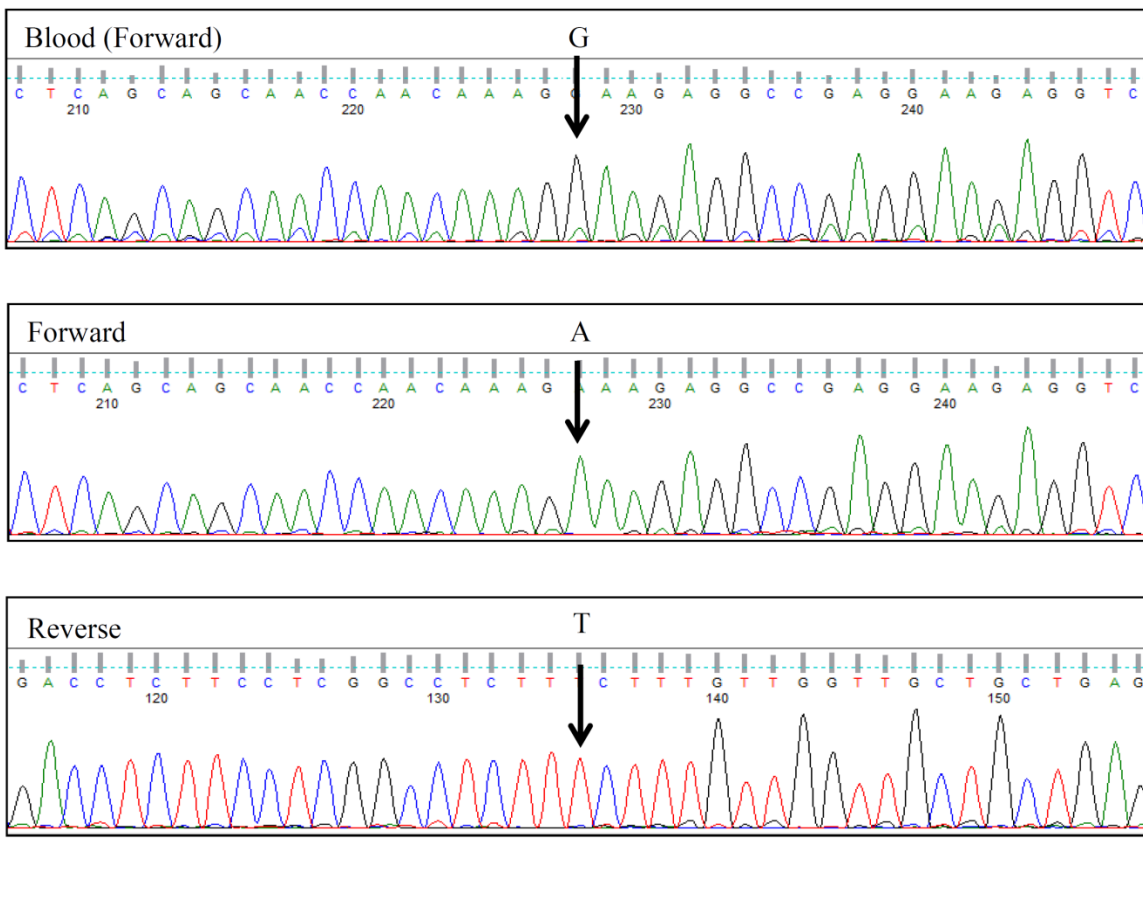 Blood (Forward) G
C T C A G C A G C A A C C A A C A A A G G A A G A G G C C G A G G A A G A G G T C
210 220 230 240
Forward A
C T C A G C A G C A A C C A A C A A A G A A A G A G G C C G A G G A A G A G G T C
210 220 230 240
Reverse T
G A C C T C T T C C T C G G C C T C T T T C T T T G T T G G T T G C T G C T G A G
120 130 140 150